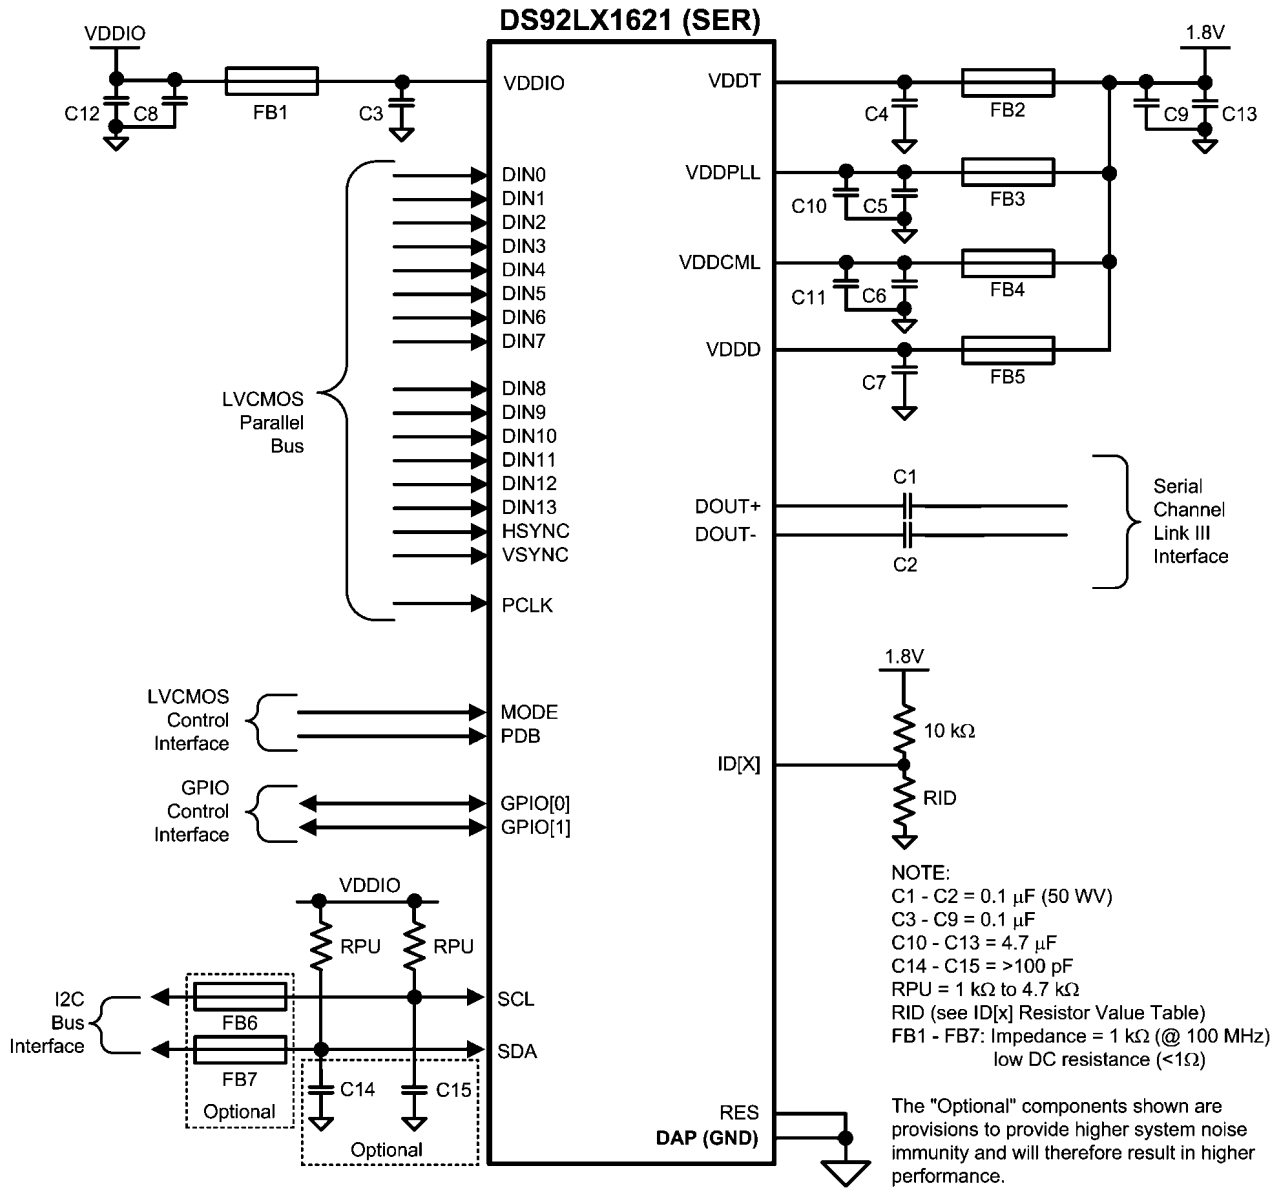 DS92LX1621 (SER)
VDDIO
C12
C8
FB1
C3
VDDIO
DIN0
DIN1
DIN2
DIN3
DIN4
DIN5
DIN6
DIN7
DIN8
DIN9
DIN10
DIN11
DIN12
DIN13
HSYNC
VSYNC
PCLK
LVCMOS
Parallel
Bus
LVCMOS
Control
Interface
MODE
PDB
GPIO
Control
Interface
GPIO[0]
GPIO[1]
VDDIO
RPU
RPU
I2C
Bus
Interface
FB6
FB7
Optional
SCL
SDA
C14
C15
Optional
1.8V
VDDT
C4
FB2
C9
C13
VDDPLL
C10
C5
FB3
VDDCML
C11
C6
FB4
VDDD
C7
FB5
DOUT+
DOUT-
C1
C2
Serial
Channel
Link III
Interface
1.8V
10 kΩ
ID[X]
RID
RES
DAP (GND)
NOTE:
C1 - C2 = 0.1 μF (50 WV)
C3 - C9 = 0.1 μF
C10 - C13 = 4.7 μF
C14 - C15 = >100 pF
RPU = 1 kΩ to 4.7 kΩ
RID (see ID[x] Resistor Value Table)
FB1 - FB7: Impedance = 1 kΩ (@ 100 MHz)
low DC resistance (<1Ω)
The "Optional" components shown are
provisions to provide higher system noise
immunity and will therefore result in higher
performance.